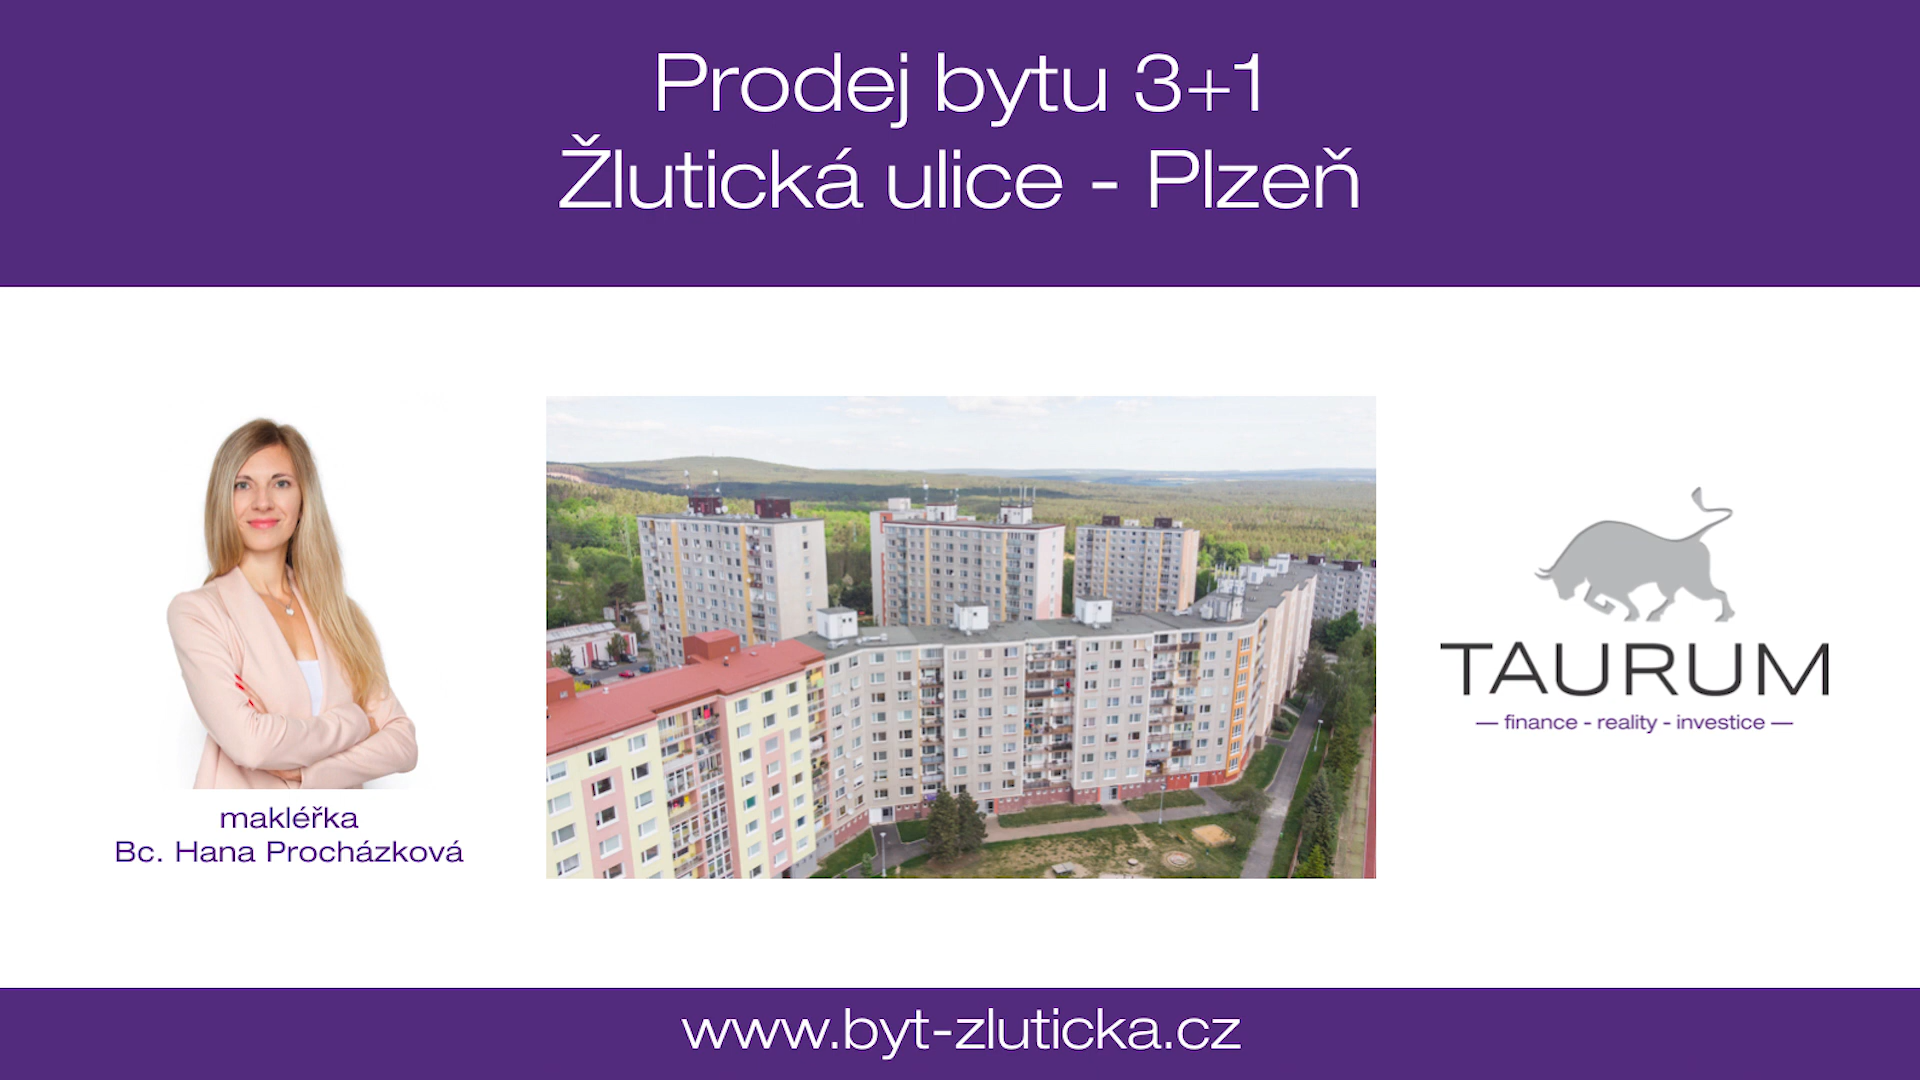 Prodej bytu 3+1
Žlutická ulice - Plzeň
makléřka
Bc. Hana Procházková
TAURUM
— finance - reality - investice —
www.byt-zluticka.cz